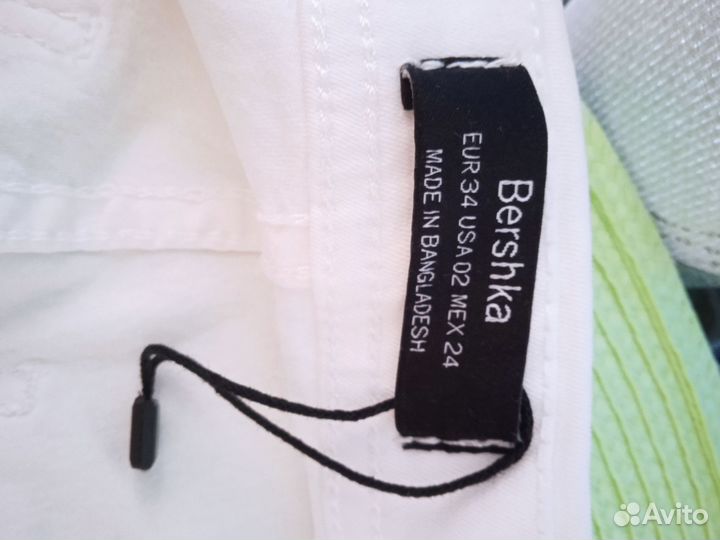 Bershka
EUR 34 USA 02 MEX 24
MADE IN BANGLADESH
Avito